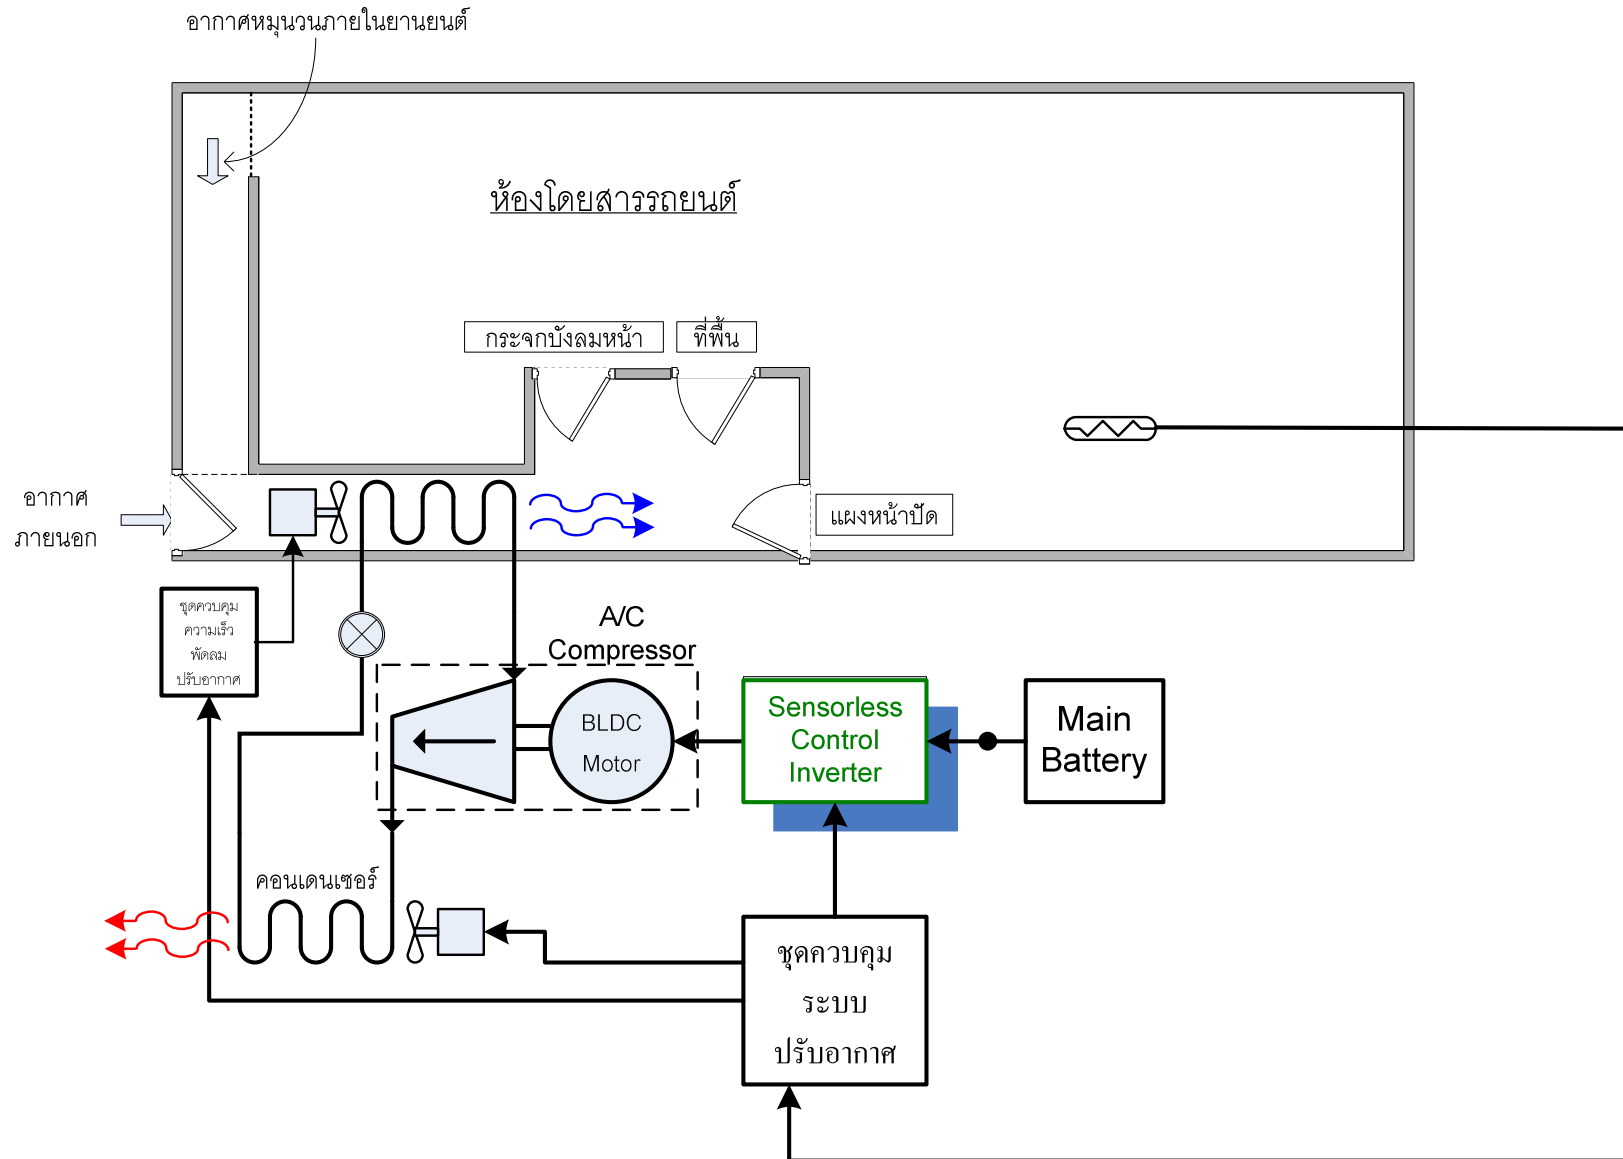 อากาศหมุนวนภายในยานยนต์
ห้องโดยสารรถยนต์
กระจกบังลมหน้า
ที่พื้น
อากาศ
ภายนอก
แผงหน้าปัด
ชุดควบคุม
ความเร็ว
พัดลม
ปรับอากาศ
A/C
Compressor
BLDC
Motor
Sensorless
Control
Inverter
Main
Battery
คอนเดนเซอร์
ชุดควบคุม
ระบบ
ปรับอากาศ